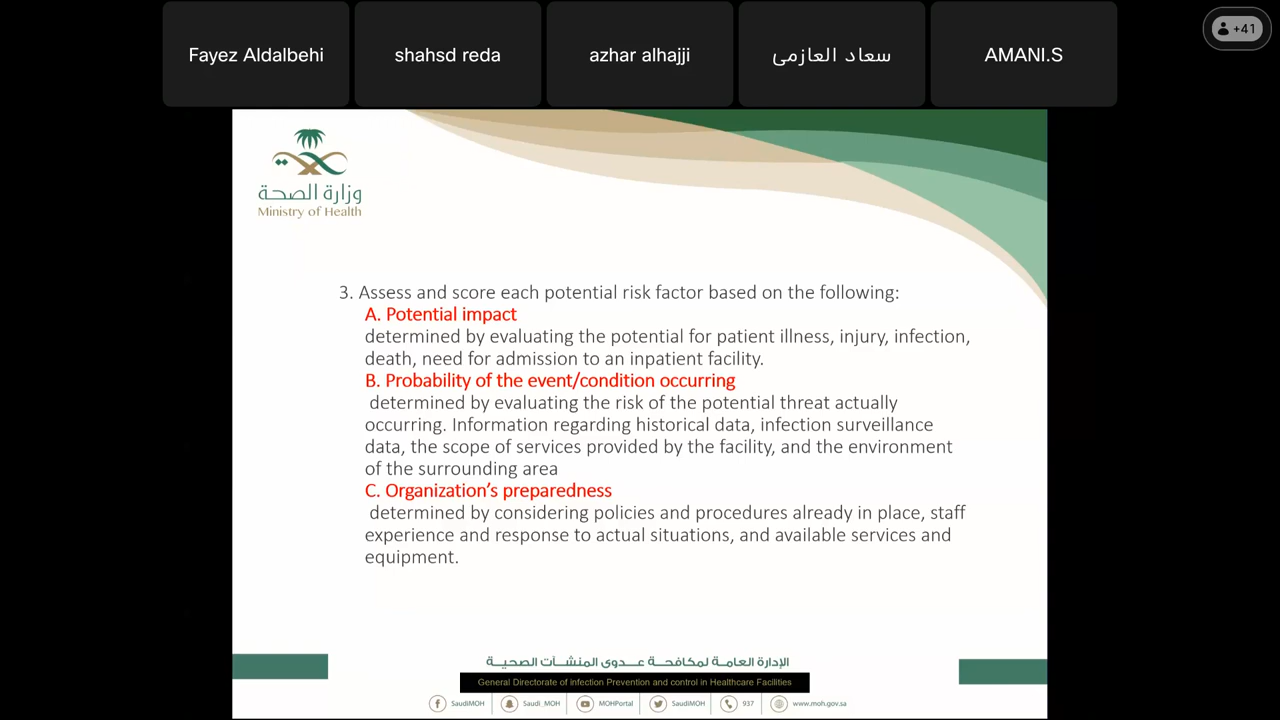 Fayez Aldalbehi
shahsd reda
azhar alhajji
سعاد العازمي
AMANI.S
+41
وزارة الصحة
Ministry of Health
3. Assess and score each potential risk factor based on the following:
A. Potential impact
determined by evaluating the potential for patient illness, injury, infection,
death, need for admission to an inpatient facility.
B. Probability of the event/condition occurring
determined by evaluating the risk of the potential threat actually
occurring. Information regarding historical data, infection surveillance
data, the scope of services provided by the facility, and the environment
of the surrounding area
C. Organization's preparedness
determined by considering policies and procedures already in place, staff
experience and response to actual situations, and available services and
equipment.
الإدارة العامة لمكافحة عدوى المنشآت الصحية
General Directorate of infection Prevention and control in Healthcare Facilities
SaudiMOH
Saudi_MOH
MOHPortal
SaudiMOH
937
www.moh.gov.sa